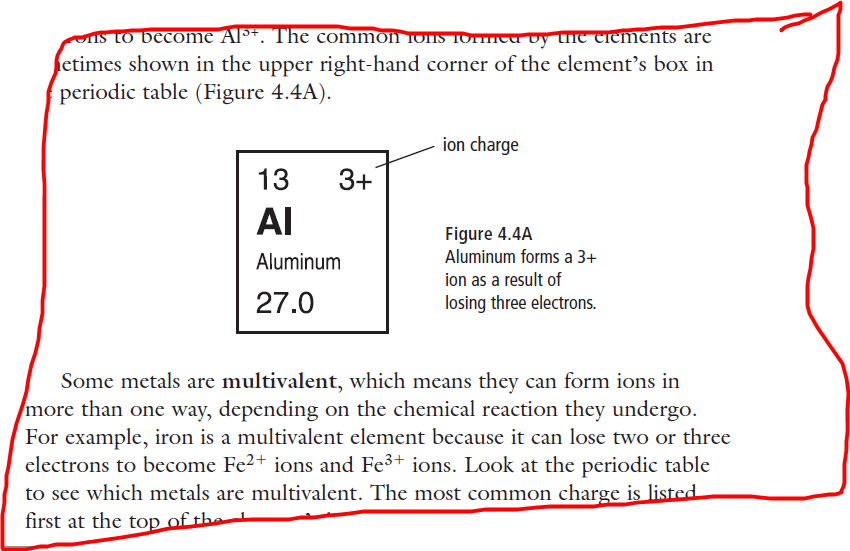 to become Al³⁺. The common ions formed by the elements are
shown in the upper right-hand corner of the element's box in
periodic table (Figure 4.4A).
ion charge
13 3+
Al
Aluminum
27.0
Figure 4.4A
Aluminum forms a 3+
ion as a result of
losing three electrons.
Some metals are multivalent, which means they can form ions in
more than one way, depending on the chemical reaction they undergo.
For example, iron is a multivalent element because it can lose two or three
electrons to become Fe²⁺ ions and Fe³⁺ ions. Look at the periodic table
to see which metals are multivalent. The most common charge is listed
first at the top of the